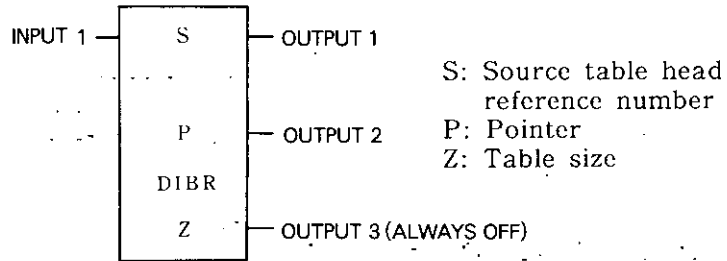 INPUT 1 S OUTPUT 1
P OUTPUT 2
DIBR
Z OUTPUT 3 (ALWAYS OFF)
S: Source table head
reference number
P: Pointer
Z: Table size